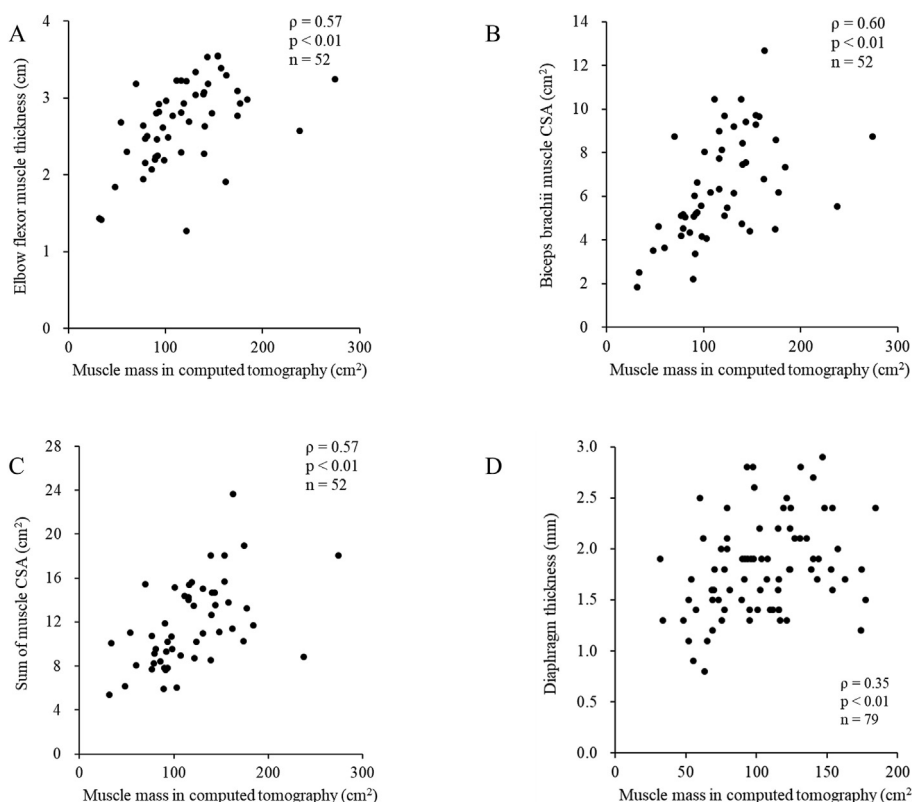 A
ρ = 0.57
p < 0.01
n = 52
Elbow flexor muscle thickness (cm)
4
3
2
1
0
0 100 200 300
Muscle mass in computed tomography (cm²)
B
ρ = 0.60
p < 0.01
n = 52
Biceps brachii muscle CSA (cm²)
14
12
10
8
6
4
2
0
0 100 200 300
Muscle mass in computed tomography (cm²)
C
ρ = 0.57
p < 0.01
n = 52
Sum of muscle CSA (cm²)
28
24
20
16
12
8
4
0
0 100 200 300
Muscle mass in computed tomography (cm²)
D
Diaphragm thickness (mm)
3.0
2.5
2.0
1.5
1.0
0.5
0.0
ρ = 0.35
p < 0.01
n = 79
0 50 100 150 200
Muscle mass in computed tomography (cm²